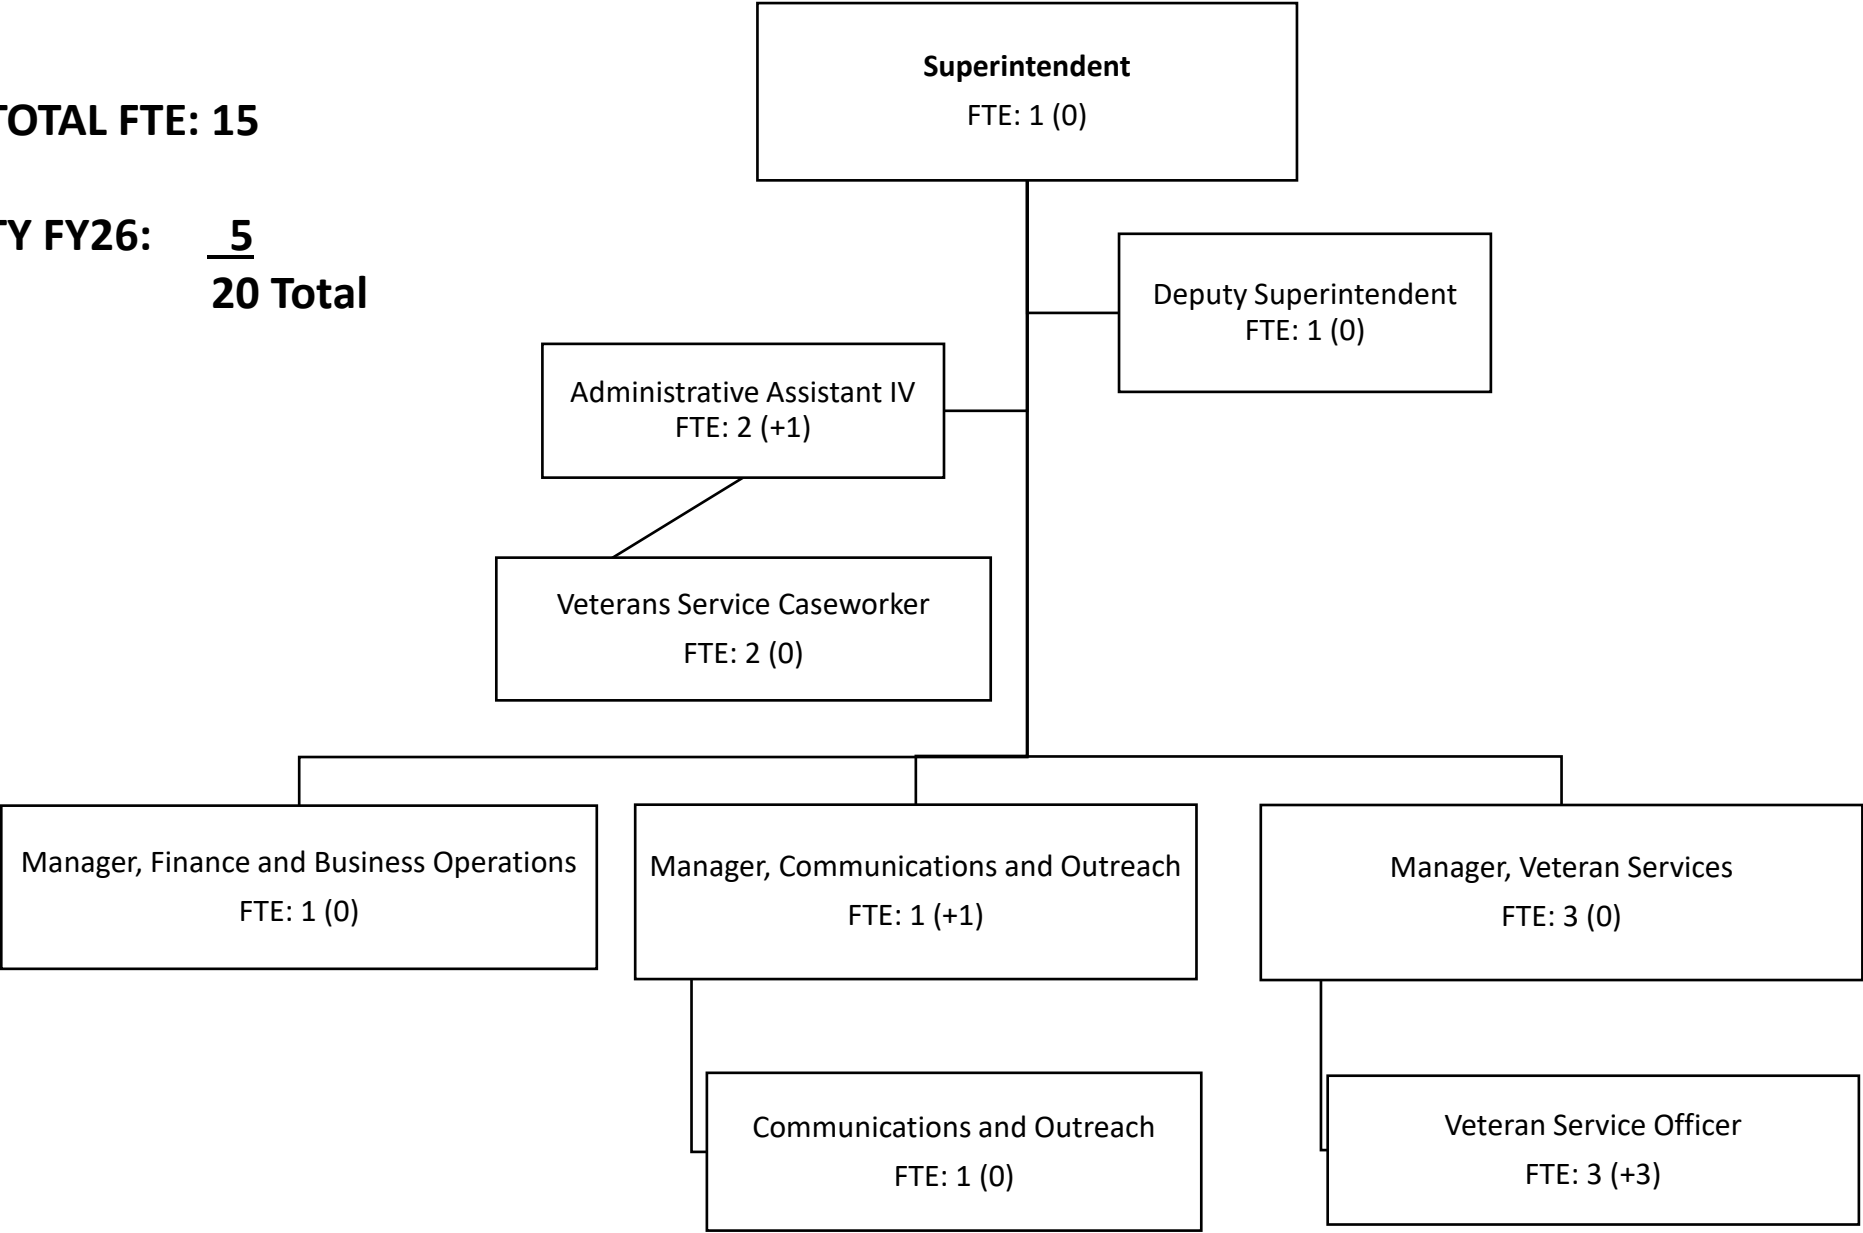 TOTAL FTE: 15
TY FY26: 5
20 Total
Superintendent
FTE: 1 (0)
Deputy Superintendent
FTE: 1 (0)
Administrative Assistant IV
FTE: 2 (+1)
Veterans Service Caseworker
FTE: 2 (0)
Manager, Finance and Business Operations
FTE: 1 (0)
Manager, Communications and Outreach
FTE: 1 (+1)
Manager, Veteran Services
FTE: 3 (0)
Communications and Outreach
FTE: 1 (0)
Veteran Service Officer
FTE: 3 (+3)